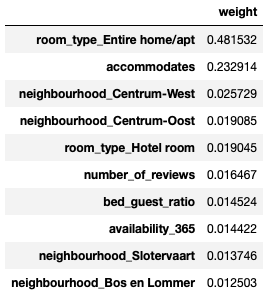 weight
room_type_Entire home/apt 0.481532
accommodates 0.232914
neighbourhood_Centrum-West 0.025729
neighbourhood_Centrum-Oost 0.019085
room_type_Hotel room 0.019045
number_of_reviews 0.016467
bed_guest_ratio 0.014524
availability_365 0.014422
neighbourhood_Slotervaart 0.013746
neighbourhood_Bos en Lommer 0.012503